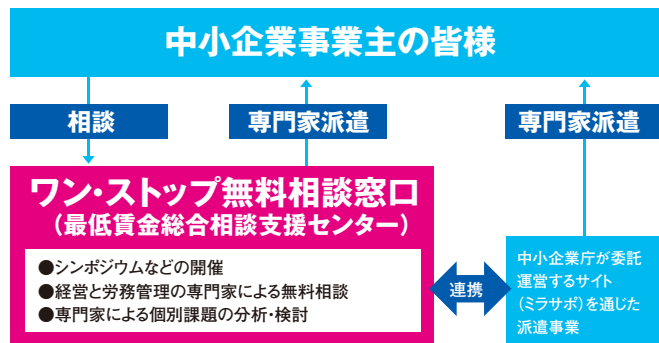 中小企業事業主の皆様
相談
専門家派遣
専門家派遣
ワン・ストップ無料相談窓口
(最低賃金総合相談支援センター)
●シンポジウムなどの開催
●経営と労務管理の専門家による無料相談
●専門家による個別課題の分析・検討
連携
中小企業庁が委託
運営するサイト
(ミラサポ)を通じた
派遣事業